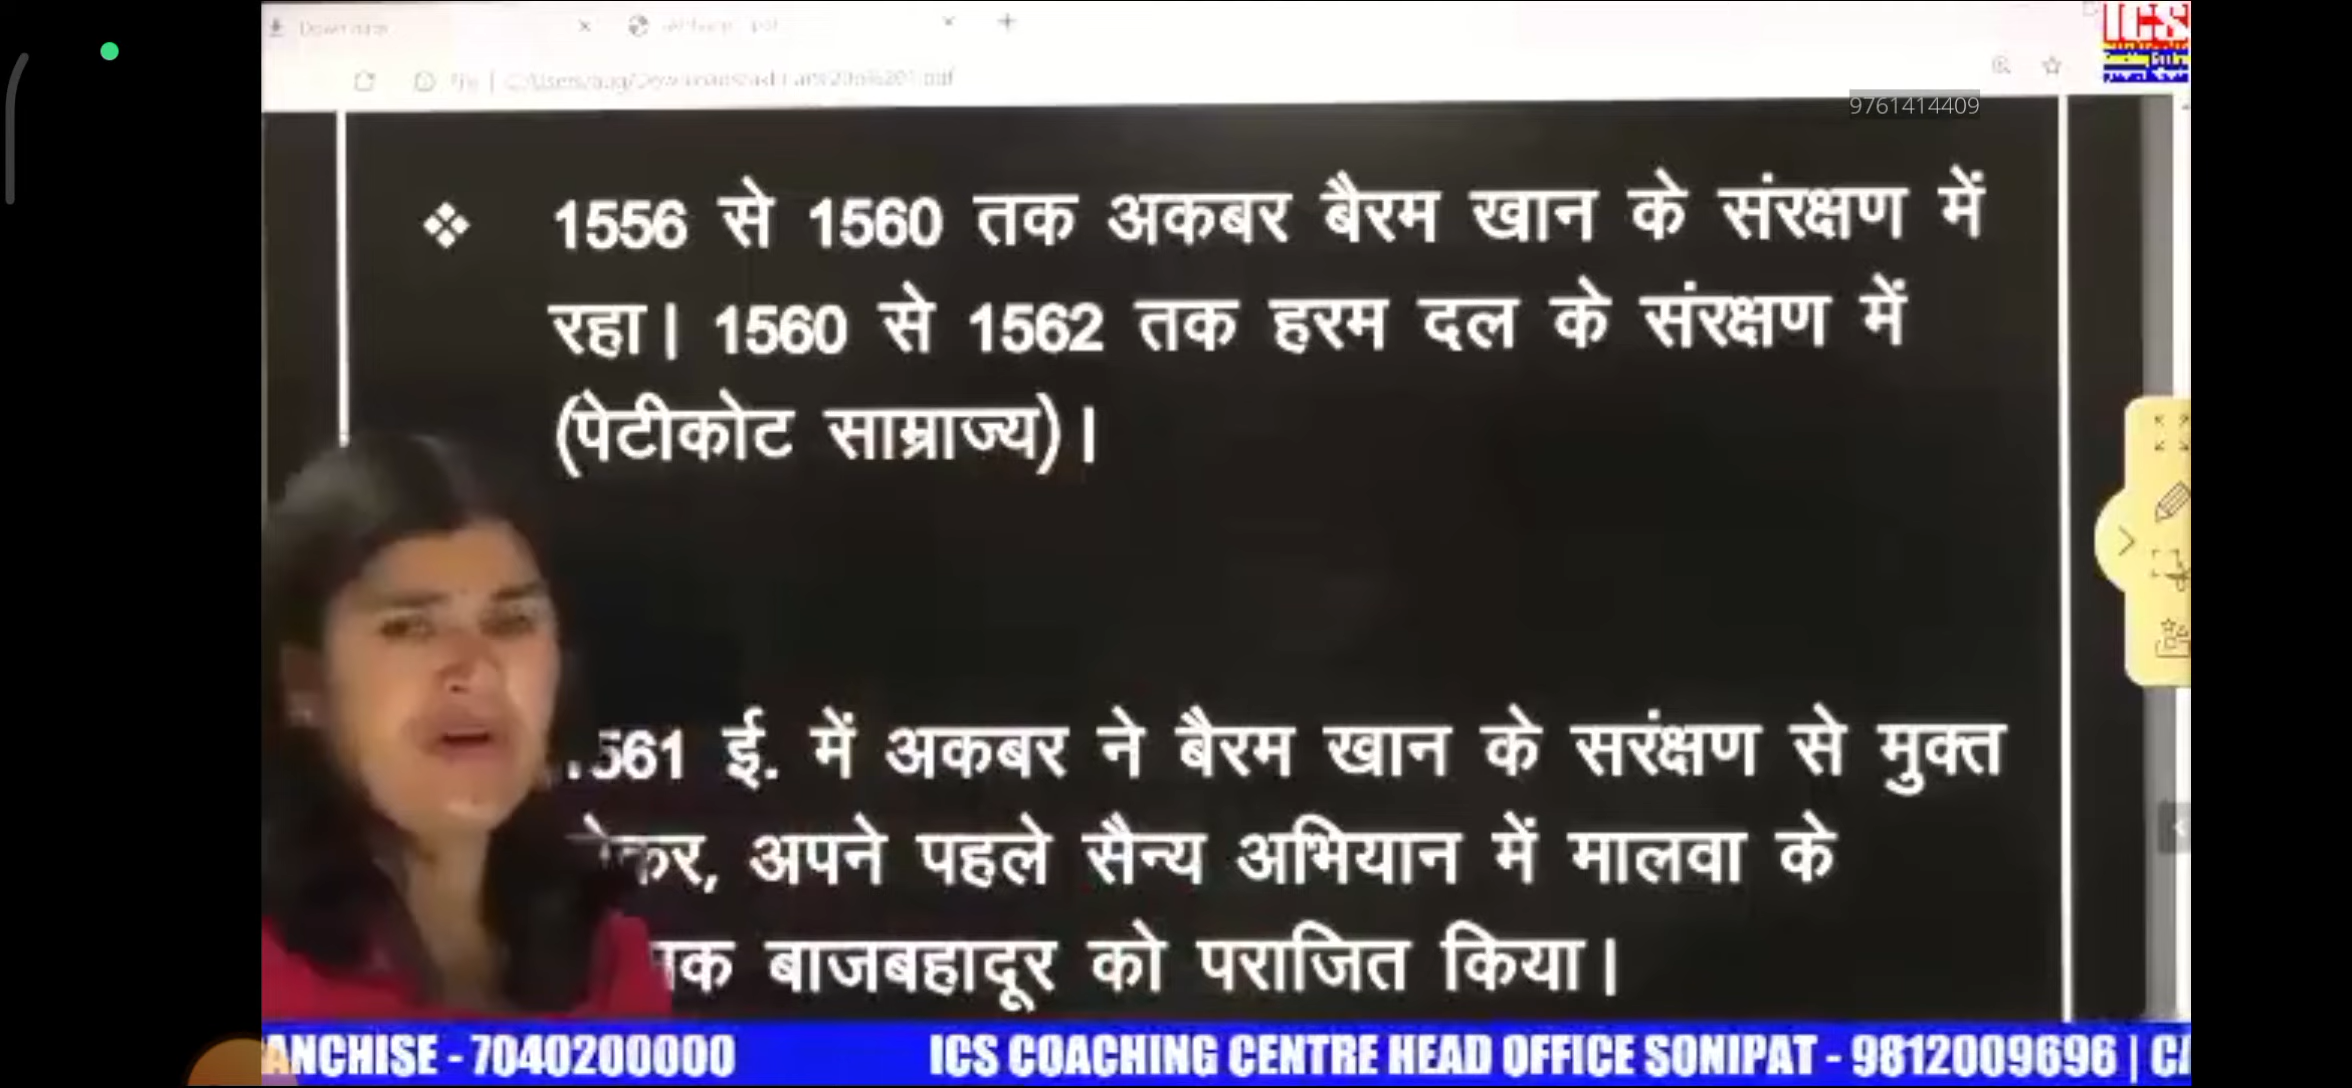 ICS
9761414409
❖ 1556 से 1560 तक अकबर बैरम खान के संरक्षण में
रहा। 1560 से 1562 तक हरम दल के संरक्षण में
(पेटीकोट साम्राज्य)।
561 ई. में अकबर ने बैरम खान के सरंक्षण से मुक्त
अपने पहले सैन्य अभियान में मालवा के
बाजबहादूर को पराजित किया।
ANCHISE - 7040200000 ICS COACHING CENTRE HEAD OFFICE SONIPAT - 9812009696 |